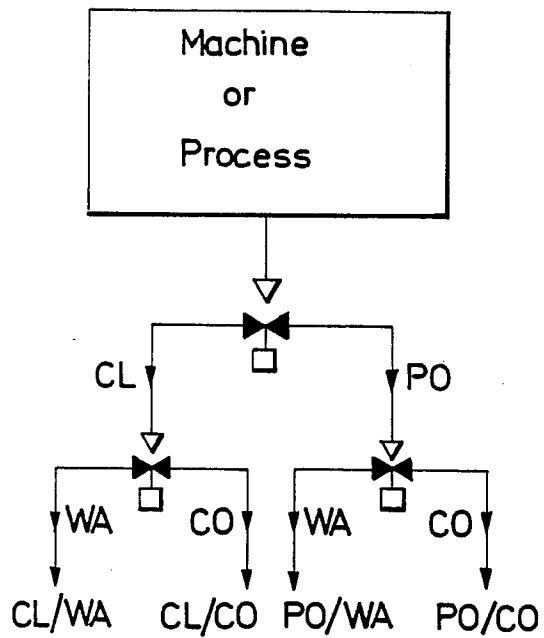 Machine
or
Process
CL
PO
WA
CO
WA
CO
CL/WA
CL/CO
PO/WA
PO/CO